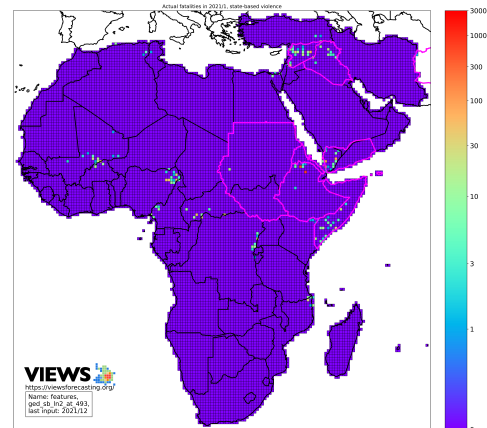 Actual fatalities in 2021/1, state-based violence
3000
1000
300
100
30
10
3
1
VIEWS
https://viewsforecasting.org/
Name: features,
ged_sb_ln2_at_493,
last input: 2021/12